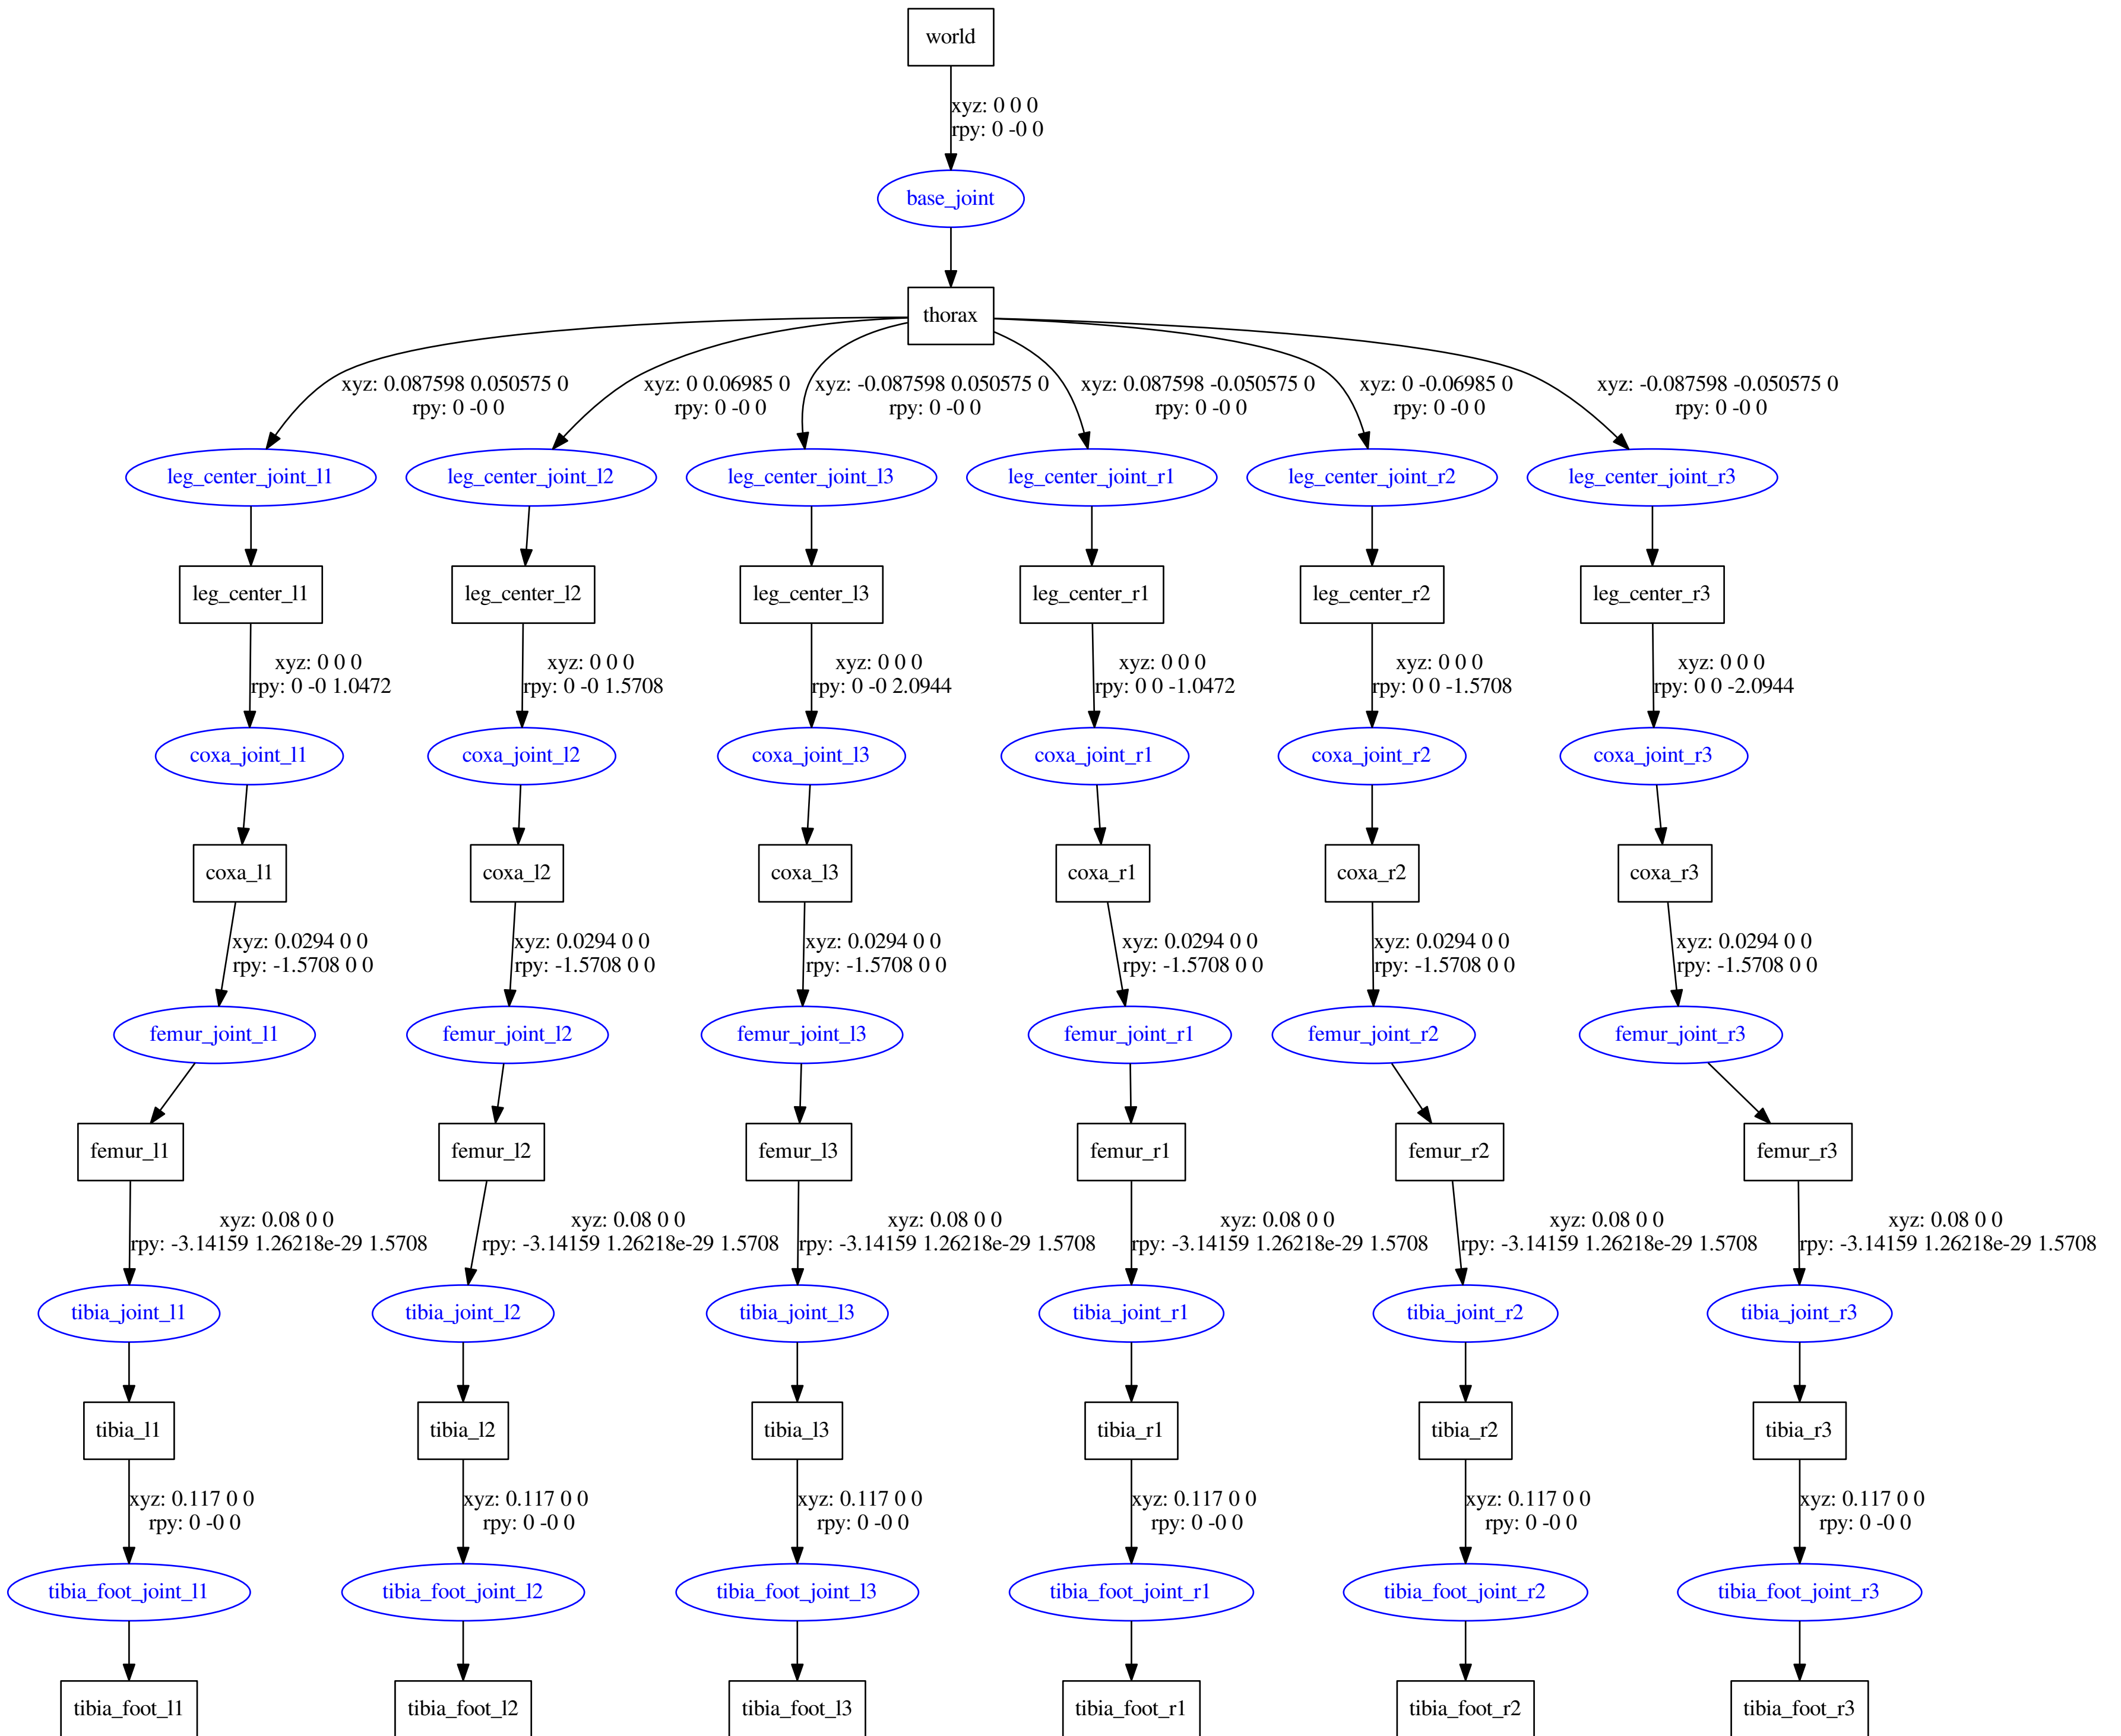 world
xyz: 0 0 0
rpy: 0 -0 0
base_joint
thorax
xyz: 0.087598 0.050575 0
rpy: 0 -0 0
xyz: 0 0.06985 0
rpy: 0 -0 0
xyz: -0.087598 0.050575 0
rpy: 0 -0 0
xyz: 0.087598 -0.050575 0
rpy: 0 -0 0
xyz: 0 -0.06985 0
rpy: 0 -0 0
xyz: -0.087598 -0.050575 0
rpy: 0 -0 0
leg_center_joint_l1
leg_center_joint_l2
leg_center_joint_l3
leg_center_joint_r1
leg_center_joint_r2
leg_center_joint_r3
leg_center_l1
leg_center_l2
leg_center_l3
leg_center_r1
leg_center_r2
leg_center_r3
xyz: 0 0 0
rpy: 0 -0 1.0472
xyz: 0 0 0
rpy: 0 -0 1.5708
xyz: 0 0 0
rpy: 0 -0 2.0944
xyz: 0 0 0
rpy: 0 0 -1.0472
xyz: 0 0 0
rpy: 0 0 -1.5708
xyz: 0 0 0
rpy: 0 0 -2.0944
coxa_joint_l1
coxa_joint_l2
coxa_joint_l3
coxa_joint_r1
coxa_joint_r2
coxa_joint_r3
coxa_l1
coxa_l2
coxa_l3
coxa_r1
coxa_r2
coxa_r3
xyz: 0.0294 0 0
rpy: -1.5708 0 0
xyz: 0.0294 0 0
rpy: -1.5708 0 0
xyz: 0.0294 0 0
rpy: -1.5708 0 0
xyz: 0.0294 0 0
rpy: -1.5708 0 0
xyz: 0.0294 0 0
rpy: -1.5708 0 0
xyz: 0.0294 0 0
rpy: -1.5708 0 0
femur_joint_l1
femur_joint_l2
femur_joint_l3
femur_joint_r1
femur_joint_r2
femur_joint_r3
femur_l1
femur_l2
femur_l3
femur_r1
femur_r2
femur_r3
xyz: 0.08 0 0
rpy: -3.14159 1.26218e-29 1.5708
xyz: 0.08 0 0
rpy: -3.14159 1.26218e-29 1.5708
xyz: 0.08 0 0
rpy: -3.14159 1.26218e-29 1.5708
xyz: 0.08 0 0
rpy: -3.14159 1.26218e-29 1.5708
xyz: 0.08 0 0
rpy: -3.14159 1.26218e-29 1.5708
xyz: 0.08 0 0
rpy: -3.14159 1.26218e-29 1.5708
tibia_joint_l1
tibia_joint_l2
tibia_joint_l3
tibia_joint_r1
tibia_joint_r2
tibia_joint_r3
tibia_l1
tibia_l2
tibia_l3
tibia_r1
tibia_r2
tibia_r3
xyz: 0.117 0 0
rpy: 0 -0 0
xyz: 0.117 0 0
rpy: 0 -0 0
xyz: 0.117 0 0
rpy: 0 -0 0
xyz: 0.117 0 0
rpy: 0 -0 0
xyz: 0.117 0 0
rpy: 0 -0 0
xyz: 0.117 0 0
rpy: 0 -0 0
tibia_foot_joint_l1
tibia_foot_joint_l2
tibia_foot_joint_l3
tibia_foot_joint_r1
tibia_foot_joint_r2
tibia_foot_joint_r3
tibia_foot_l1
tibia_foot_l2
tibia_foot_l3
tibia_foot_r1
tibia_foot_r2
tibia_foot_r3